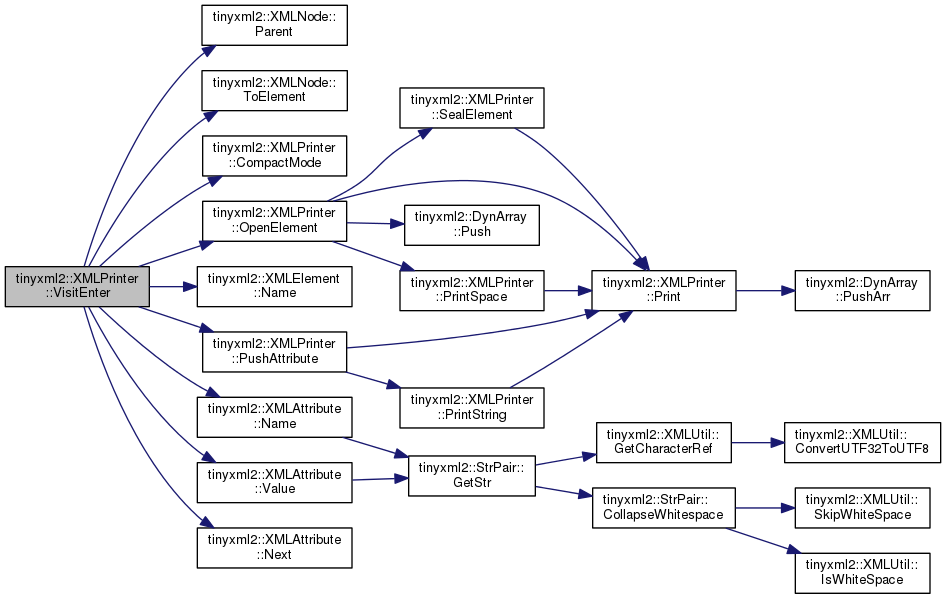 tinyxml2::XMLPrinter
::VisitEnter
tinyxml2::XMLNode::
Parent
tinyxml2::XMLNode::
ToElement
tinyxml2::XMLPrinter
::CompactMode
tinyxml2::XMLPrinter
::OpenElement
tinyxml2::XMLElement
::Name
tinyxml2::XMLPrinter
::PushAttribute
tinyxml2::XMLAttribute
::Name
tinyxml2::XMLAttribute
::Value
tinyxml2::XMLAttribute
::Next
tinyxml2::XMLPrinter
::SealElement
tinyxml2::DynArray
::Push
tinyxml2::XMLPrinter
::PrintSpace
tinyxml2::XMLPrinter
::PrintString
tinyxml2::StrPair::
GetStr
tinyxml2::XMLPrinter
::Print
tinyxml2::XMLUtil::
GetCharacterRef
tinyxml2::StrPair::
CollapseWhitespace
tinyxml2::DynArray
::PushArr
tinyxml2::XMLUtil::
ConvertUTF32ToUTF8
tinyxml2::XMLUtil::
SkipWhiteSpace
tinyxml2::XMLUtil::
IsWhiteSpace